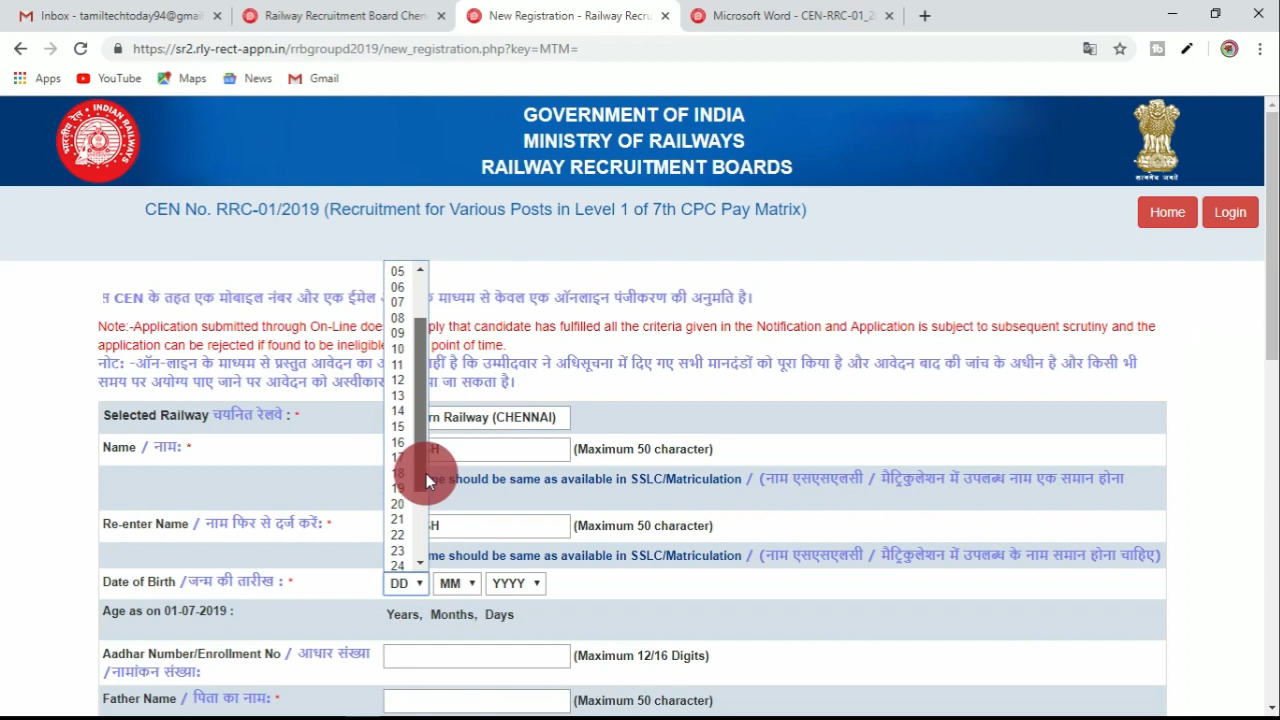 Inbox - tamiltechtoday94@gmai
Railway Recruitment Board Chen
New Registration - Railway Recru
Microsoft Word - CEN-RRC-01_2
https://sr2.rly-rect-appn.in/rrbgroupd2019/new_registration.php?key=MTM=
Apps YouTube Maps News Gmail
GOVERNMENT OF INDIA
MINISTRY OF RAILWAYS
RAILWAY RECRUITMENT BOARDS
INDIAN RAILWAYS
भारतीय रेल
सत्यमेव जयते
CEN No. RRC-01/2019 (Recruitment for Various Posts in Level 1 of 7th CPC Pay Matrix)
Home Login
CEN के तहत एक मोबाइल नंबर और एक ईमेल माध्यम से केवल एक ऑनलाइन पंजीकरण की अनुमति है।
Note:-Application submitted through On-Line doe ply that candidate has fulfilled all the criteria given in the Notification and Application is subject to subsequent scrutiny and the
application can be rejected if found to be ineligible point of time.
नोट: -ऑन-लाइन के माध्यम से प्रस्तुत आवेदन का नहीं है कि उम्मीदवार ने अधिसूचना में दिए गए सभी मानदंडों को पूरा किया है और आवेदन बाद की जांच के अधीन है और किसी भी
समय पर अयोग्य पाए जाने पर आवेदन को अस्वीकार जा सकता है।
05
06
07
08
09
10
11
12
13
14
15
16
17
18
19
20
21
22
23
24
Selected Railway चयनित रेलवे : * rn Railway (CHENNAI)
Name / नाम: * H (Maximum 50 character)
me should be same as available in SSLC/Matriculation / (नाम एसएसएलसी / मैट्रिकुलेशन में उपलब्ध नाम एक समान होना
Re-enter Name / नाम फिर से दर्ज करें: * H (Maximum 50 character)
me should be same as available in SSLC/Matriculation / (नाम एसएसएलसी / मैट्रिकुलेशन में उपलब्ध के नाम समान होना चाहिए)
Date of Birth /जन्म की तारीख : * DD MM YYYY
Age as on 01-07-2019 : Years, Months, Days
Aadhar Number/Enrollment No / आधार संख्या
/नामांकन संख्या: (Maximum 12/16 Digits)
Father Name / पिता का नाम: * (Maximum 50 character)